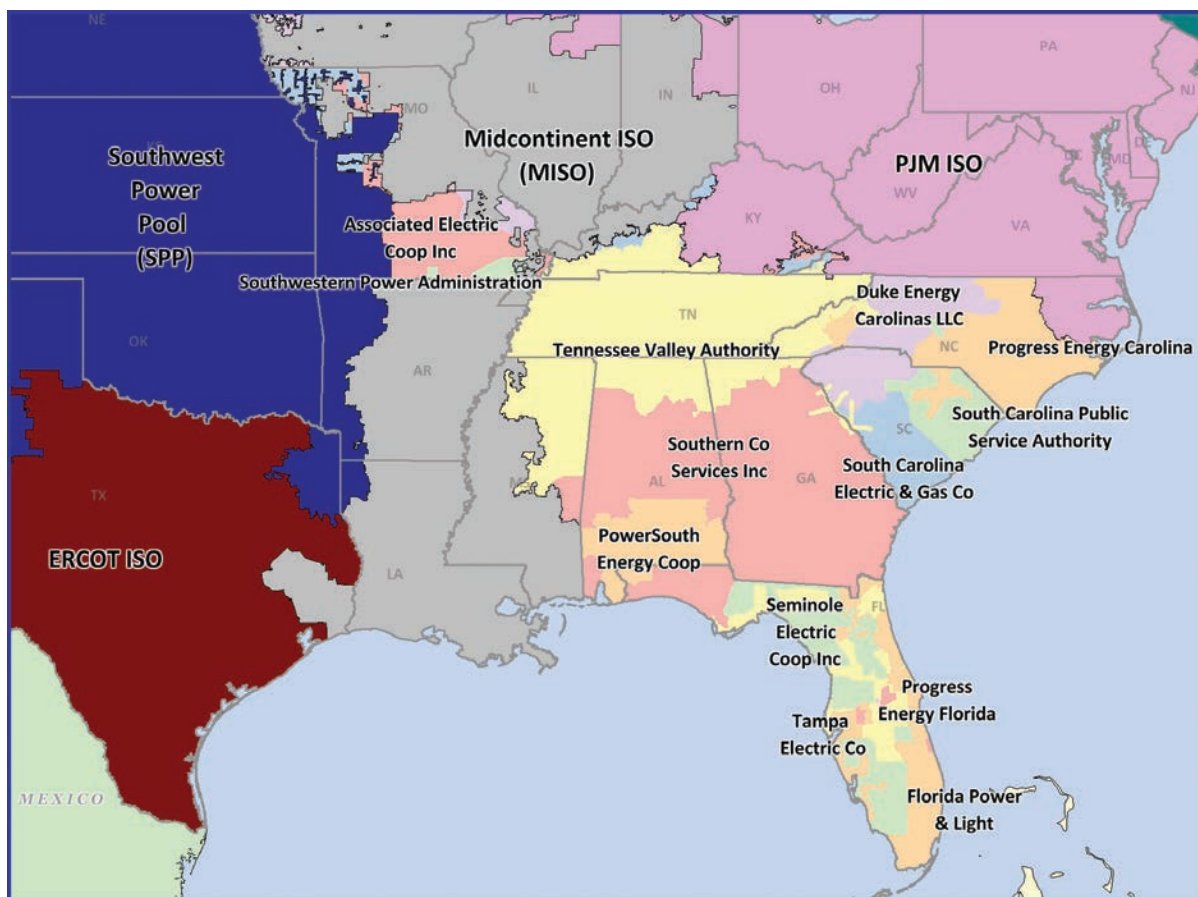 NE
PA
IL
IN
OH
NJ
MO
Midcontinent ISO
(MISO)
Southwest
Power
Pool
(SPP)
PJM ISO
DE
MD
WV
KY
VA
Associated Electric
Coop Inc
Southwestern Power Administration
Duke Energy
Carolinas LLC
TN
OK
Tennessee Valley Authority
NC
Progress Energy Carolina
AR
South Carolina Public
Service Authority
SC
Southern Co
Services Inc
South Carolina
Electric & Gas Co
AL
GA
TX
PowerSouth
Energy Coop
ERCOT ISO
LA
Seminole
Electric
Coop Inc
FL
Progress
Energy Florida
Tampa
Electric Co
MEXICO
Florida Power
& Light